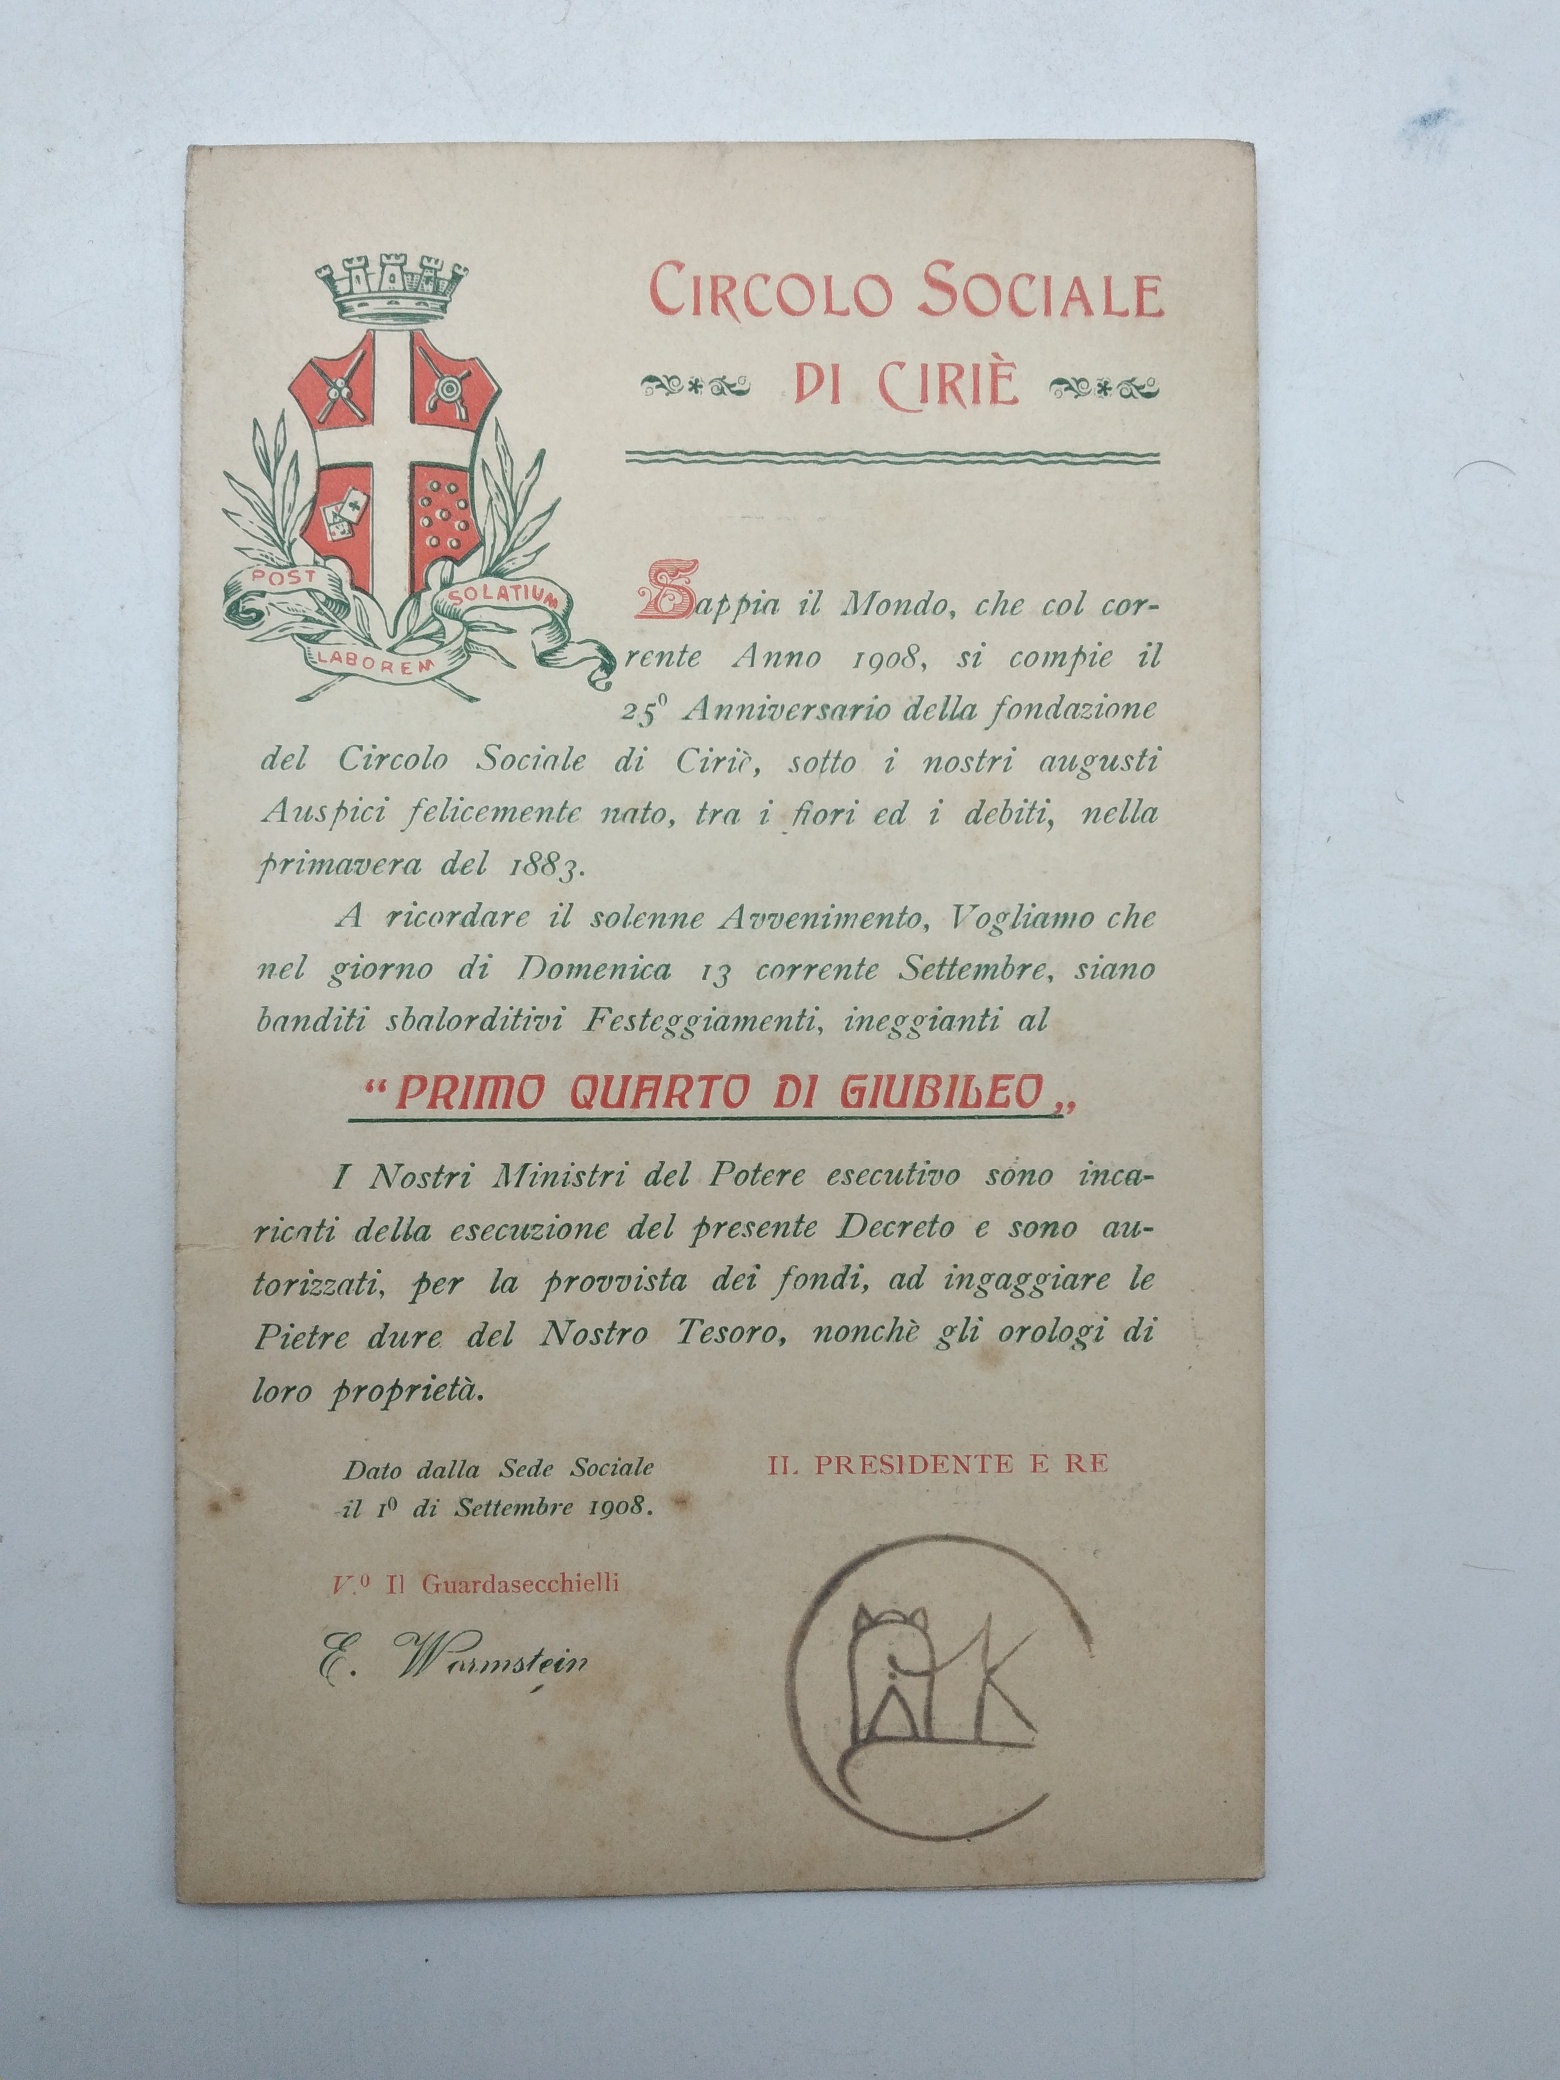 CIRCOLO SOCIALE
DI CIRIÈ
POST
LABOREM
SOLATIUM
Sappia il Mondo, che col cor-
rente Anno 1908, si compie il
25º Anniversario della fondazione
del Circolo Sociale di Ciriè, sotto i nostri augusti
Auspici felicemente nato, tra i fiori ed i debiti, nella
primavera del 1883.
A ricordare il solenne Avvenimento, Vogliamo che
nel giorno di Domenica 13 corrente Settembre, siano
banditi sbalorditivi Festeggiamenti, ineggianti al
“PRIMO QUARTO DI GIUBILEO„
I Nostri Ministri del Potere esecutivo sono inca-
ricati della esecuzione del presente Decreto e sono au-
torizzati, per la provvista dei fondi, ad ingaggiare le
Pietre dure del Nostro Tesoro, nonchè gli orologi di
loro proprietà.
Dato dalla Sede Sociale
il 1º di Settembre 1908.
IL PRESIDENTE E RE
V.º Il Guardasecchielli
E. Wormstein